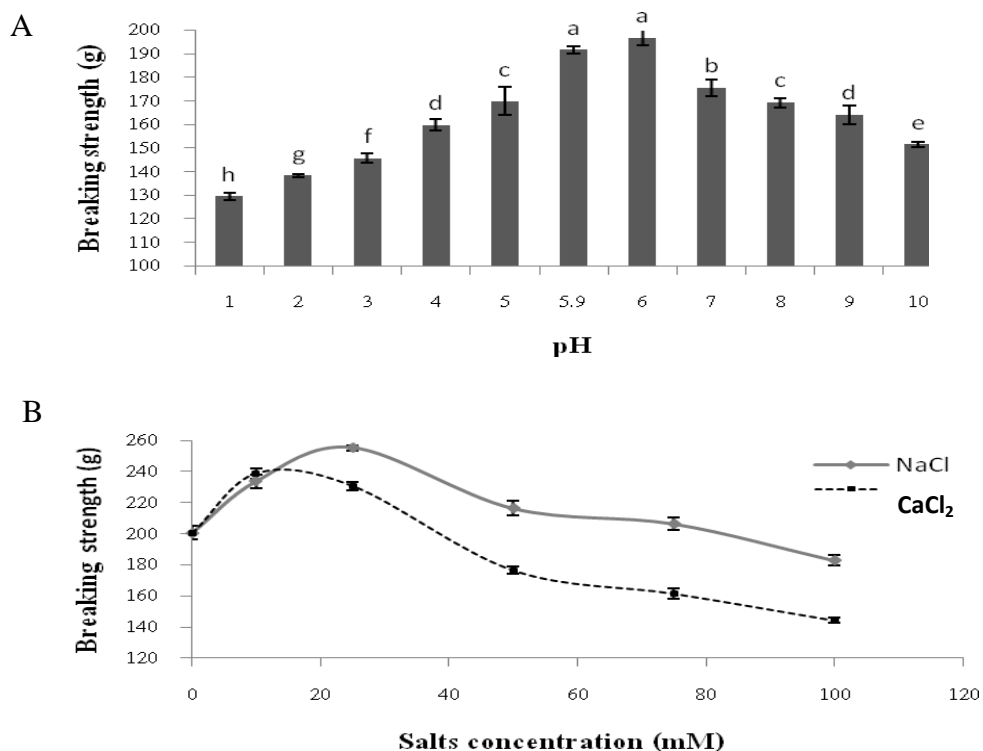 A
Breaking strength (g)
200
190
180
170
160
150
140
130
120
110
100
h
g
f
d
c
a
a
b
c
d
e
1 2 3 4 5 5.9 6 7 8 9 10
pH
B
Breaking strength (g)
260
240
220
200
180
160
140
120
NaCl
CaCl₂
0 20 40 60 80 100 120
Salts concentration (mM)